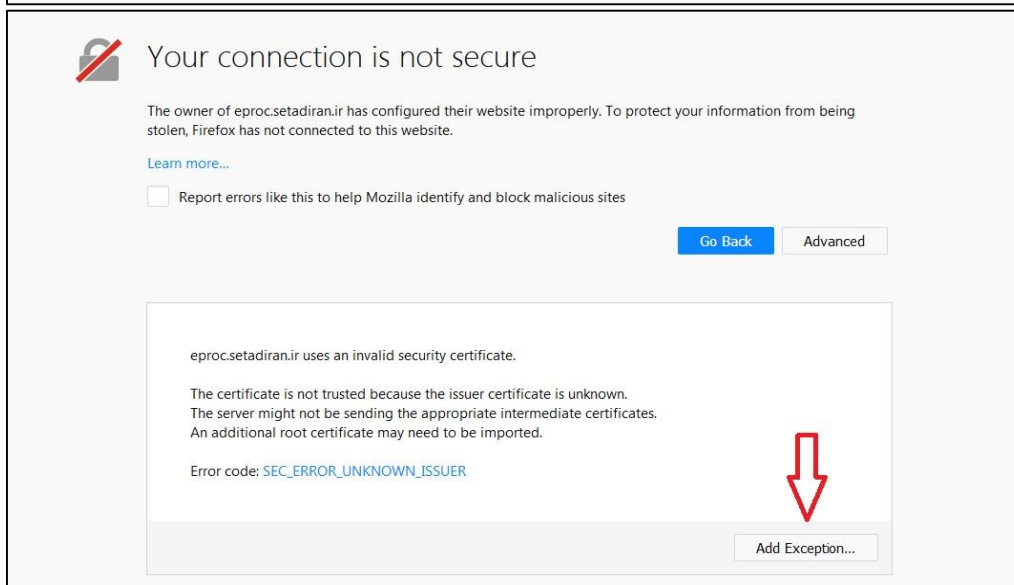 Your connection is not secure
The owner of eproc.setadiran.ir has configured their website improperly. To protect your information from being
stolen, Firefox has not connected to this website.
Learn more...
Report errors like this to help Mozilla identify and block malicious sites
Go Back
Advanced
eproc.setadiran.ir uses an invalid security certificate.
The certificate is not trusted because the issuer certificate is unknown.
The server might not be sending the appropriate intermediate certificates.
An additional root certificate may need to be imported.
Error code: SEC_ERROR_UNKNOWN_ISSUER
Add Exception...